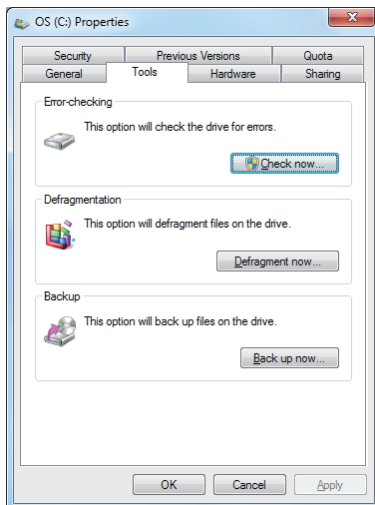 OS (C:) Properties
Security Previous Versions Quota
General Tools Hardware Sharing
Error-checking
This option will check the drive for errors.
Check now...
Defragmentation
This option will defragment files on the drive.
Defragment now...
Backup
This option will back up files on the drive.
Back up now...
OK Cancel Apply